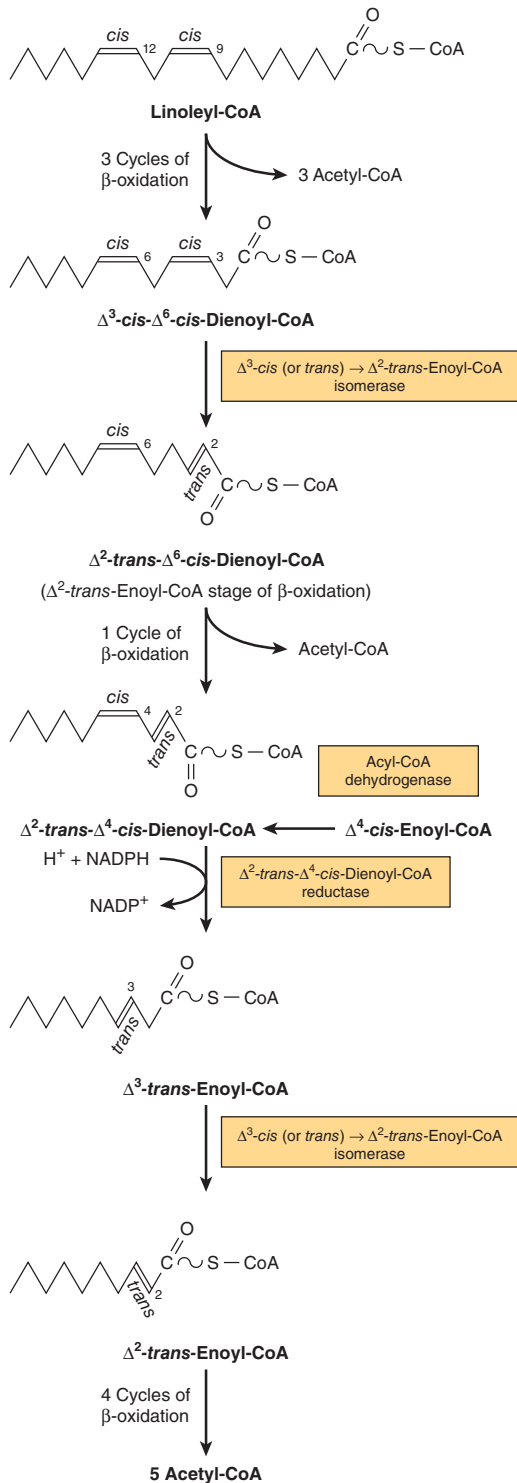 O
cis
12
cis
9
C
S — CoA
Linoleyl-CoA
3 Cycles of
β-oxidation
3 Acetyl-CoA
O
cis
6
cis
3
C
S — CoA
Δ³-cis-Δ⁶-cis-Dienoyl-CoA
Δ³-cis (or trans) → Δ²-trans-Enoyl-CoA
isomerase
cis
6
2
trans
C
S — CoA
O
Δ²-trans-Δ⁶-cis-Dienoyl-CoA
(Δ²-trans-Enoyl-CoA stage of β-oxidation)
1 Cycle of
β-oxidation
Acetyl-CoA
cis
4
2
trans
C
S — CoA
O
Acyl-CoA
dehydrogenase
Δ²-trans-Δ⁴-cis-Dienoyl-CoA
Δ⁴-cis-Enoyl-CoA
H⁺ + NADPH
NADP⁺
Δ²-trans-Δ⁴-cis-Dienoyl-CoA
reductase
O
3
trans
C
S — CoA
Δ³-trans-Enoyl-CoA
Δ³-cis (or trans) → Δ²-trans-Enoyl-CoA
isomerase
O
C
S — CoA
trans
2
Δ²-trans-Enoyl-CoA
4 Cycles of
β-oxidation
5 Acetyl-CoA